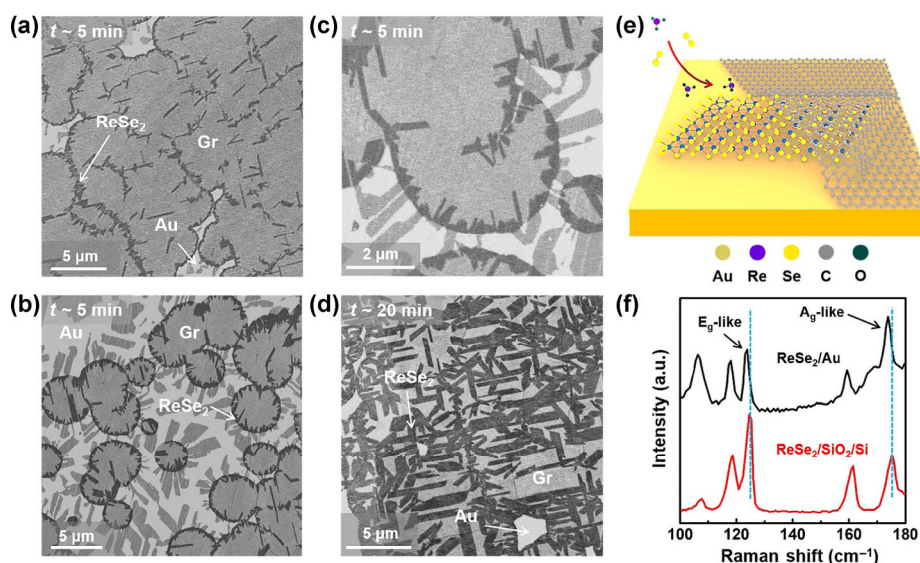 (a) t ~ 5 min
ReSe₂
Gr
Au
5 μm
(b) t ~ 5 min
Au
Gr
ReSe₂
5 μm
(c) t ~ 5 min
2 μm
(d) t ~ 20 min
ReSe₂
Gr
Au
5 μm
(e)
Au Re Se C O
(f)
E₉-like
A₉-like
ReSe₂/Au
ReSe₂/SiO₂/Si
Intensity (a.u.)
100 120 140 160 180
Raman shift (cm⁻¹)